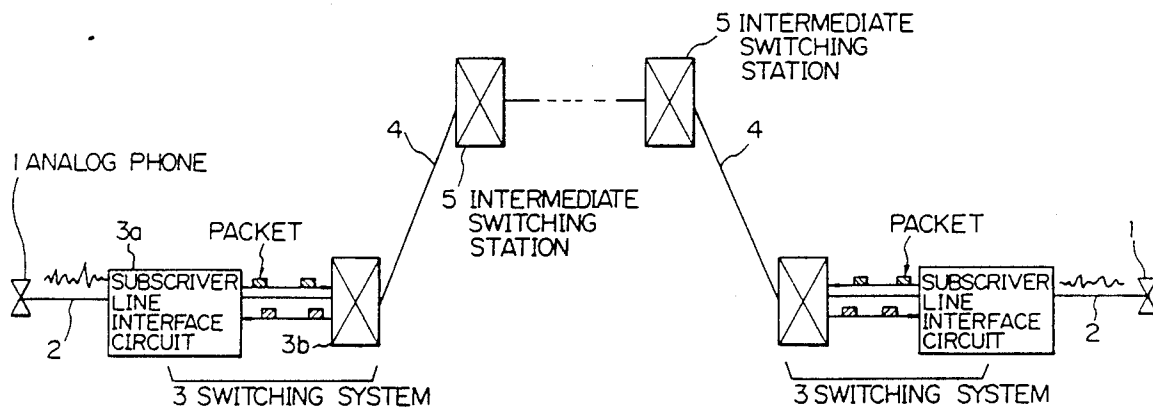 5 INTERMEDIATE
SWITCHING
STATION
4
4
1 ANALOG PHONE
5 INTERMEDIATE
SWITCHING
STATION
3a
PACKET
SUBSCRIVER
LINE
INTERFACE
CIRCUIT
2
3b
3 SWITCHING SYSTEM
PACKET
1
SUBSCRIVER
LINE
INTERFACE
CIRCUIT
2
3 SWITCHING SYSTEM